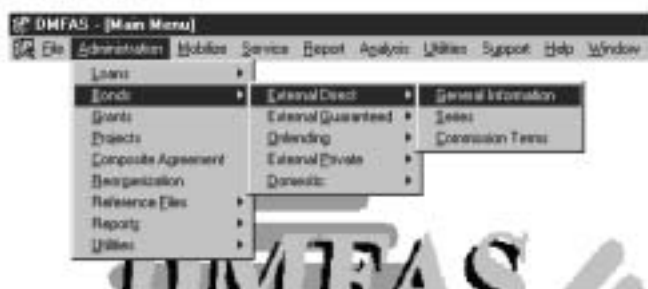 DMFAS - [Main Menu]
File Administration Mobilize Service Report Analysis Utilities Support Help Window
Loans
Bonds External Direct General Information
Grants External Guaranteed Series
Projects Onlending Commission Terms
Composite Agreement External Private
Reorganization Domestic
Reference Files
Reports
Utilities
DMFAS